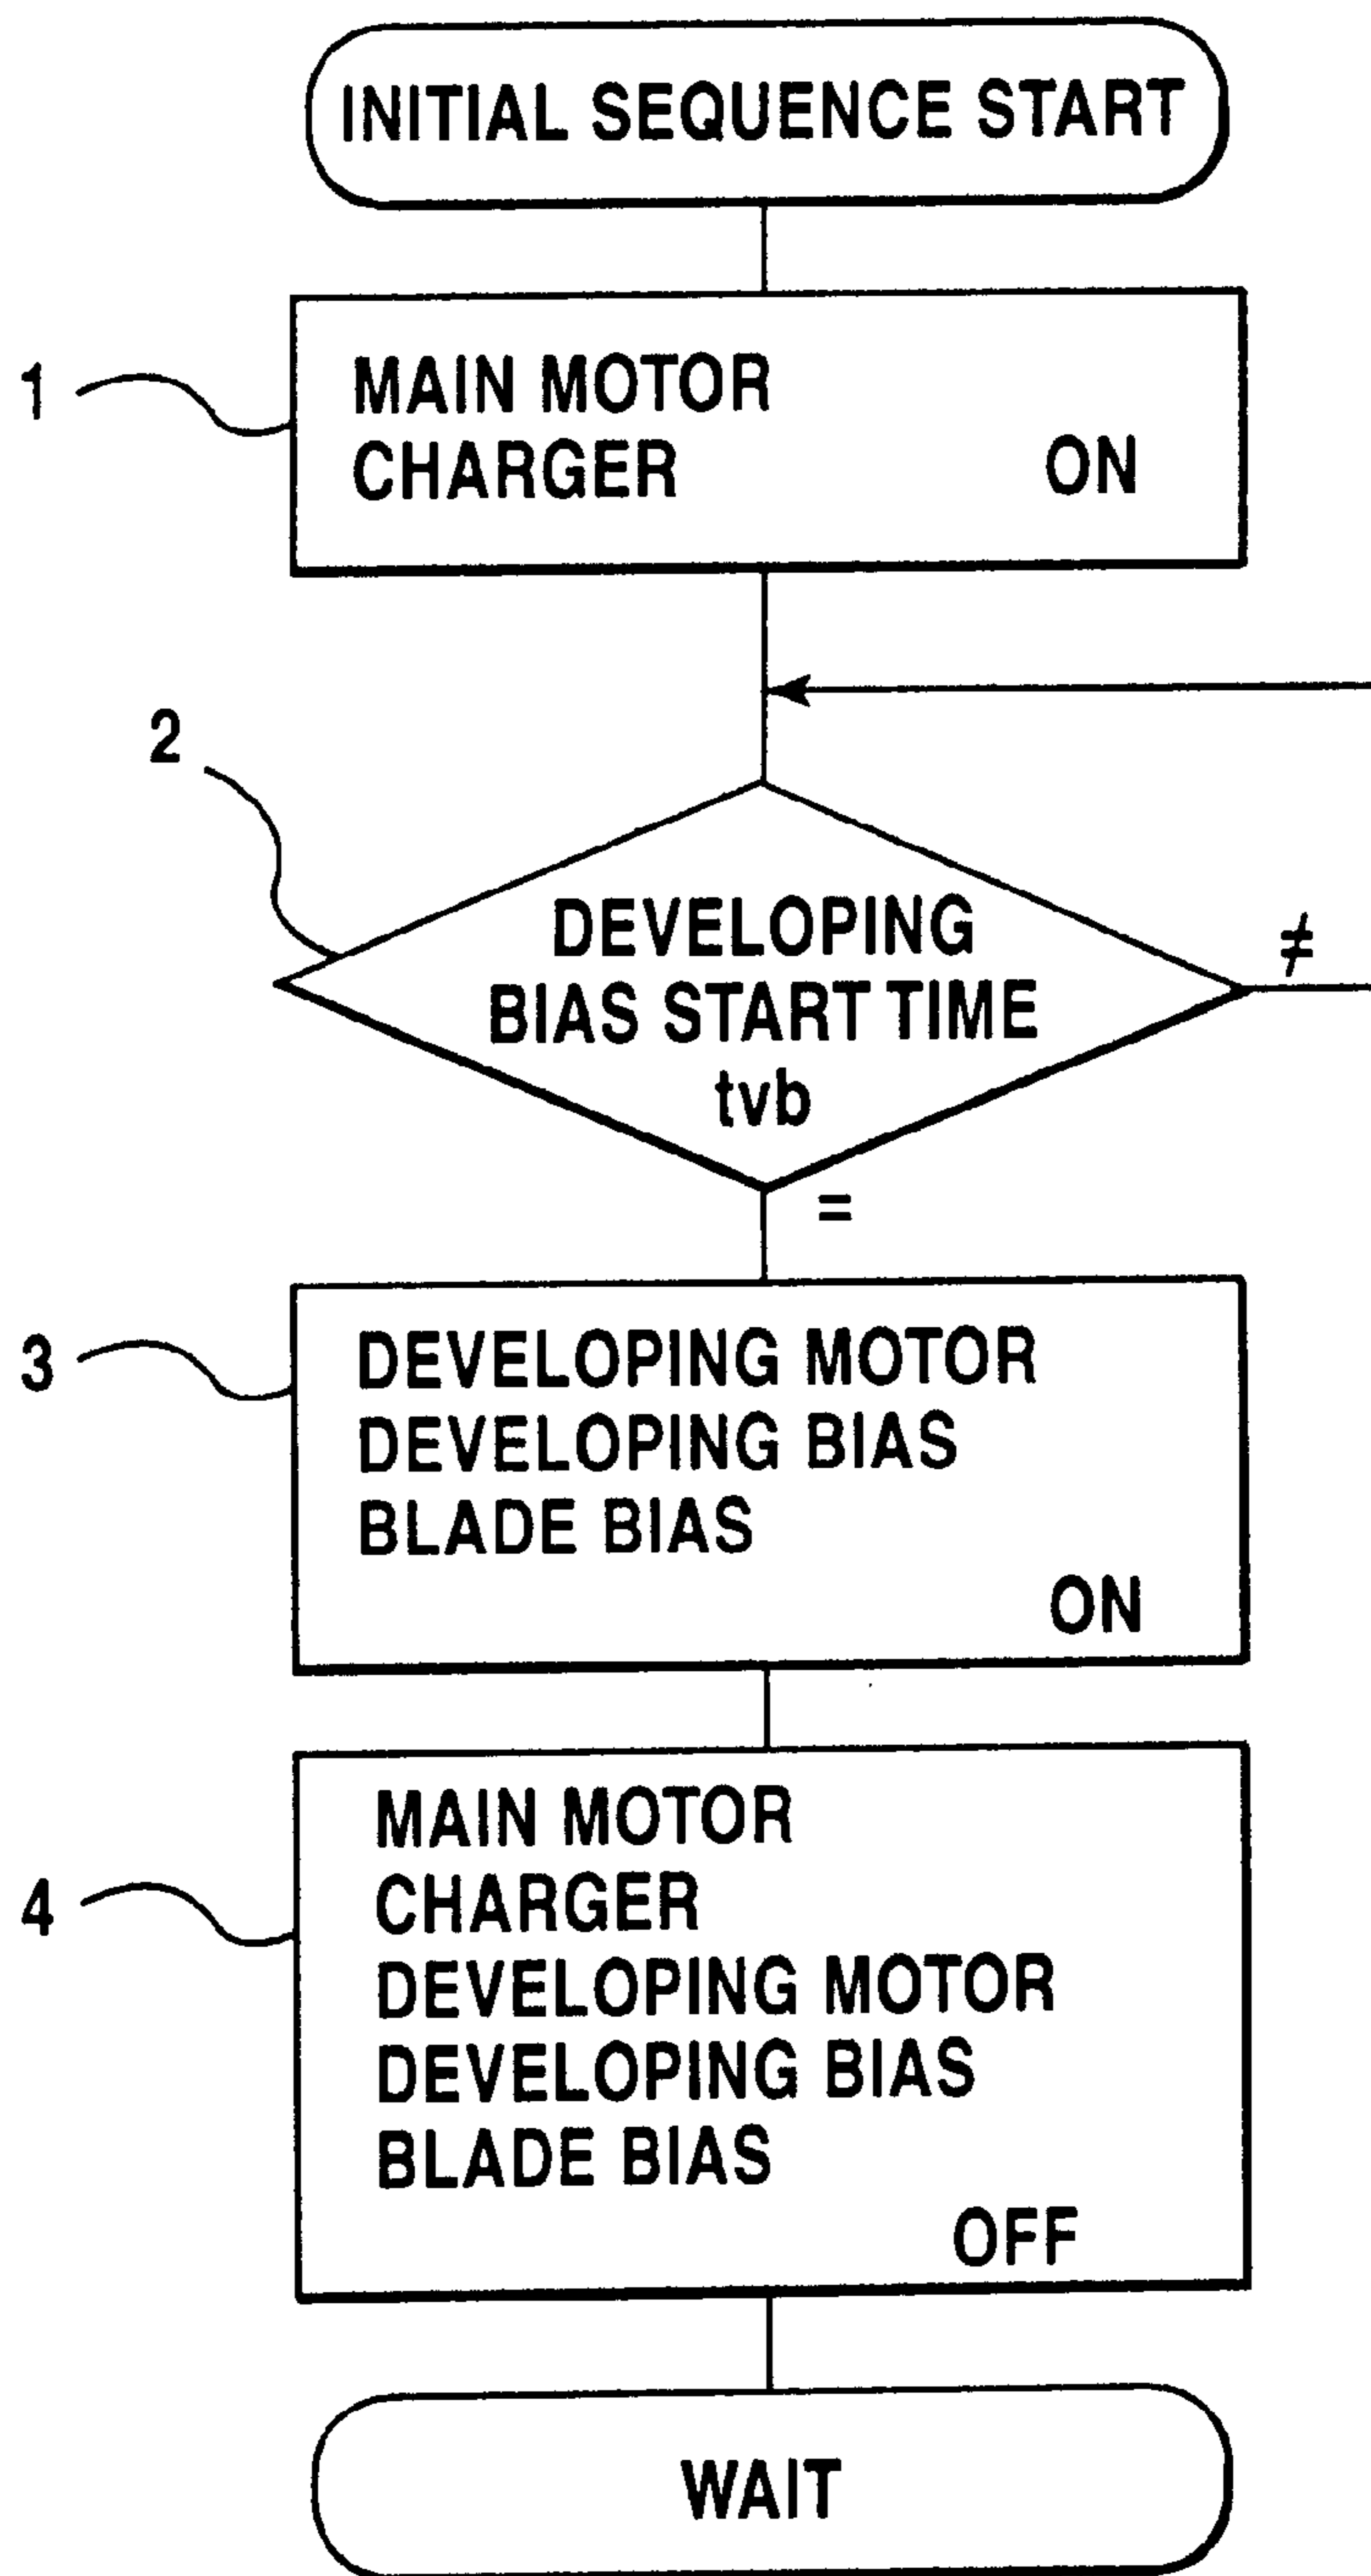 INITIAL SEQUENCE START
1
MAIN MOTOR
CHARGER ON
2
DEVELOPING
BIAS START TIME
tvb
≠
=
3
DEVELOPING MOTOR
DEVELOPING BIAS
BLADE BIAS
ON
4
MAIN MOTOR
CHARGER
DEVELOPING MOTOR
DEVELOPING BIAS
BLADE BIAS
OFF
WAIT